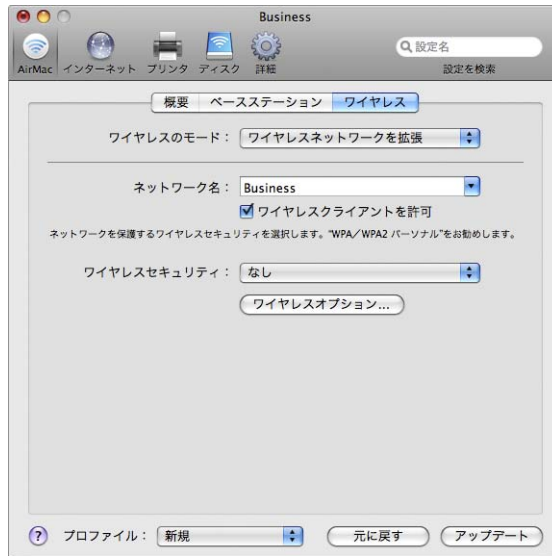 Business
設定名
AirMac インターネット プリンタ ディスク 詳細 設定を検索
概要 ベースステーション ワイヤレス
ワイヤレスのモード： ワイヤレスネットワークを拡張
ネットワーク名： Business
ワイヤレスクライアントを許可
ネットワークを保護するワイヤレスセキュリティを選択します。“WPA／WPA2 パーソナル”をお勧めします。
ワイヤレスセキュリティ： なし
ワイヤレスオプション...
? プロファイル： 新規 元に戻す アップデート